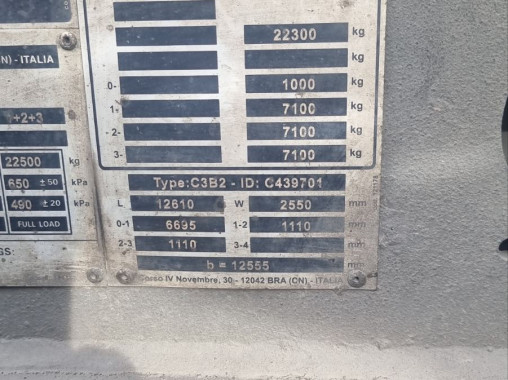 N) - ITALIA
+2+3
22500 kg
650 ±50 kPa
490 ±20 kPa
FULL LOAD
GS:
22300 kg
kg
0- 1000 kg
1- 7100 kg
2- 7100 kg
3- 7100 kg
Type:C3B2 - ID: C439701
L 12610 W 2550 mm
0-1 6695 1-2 1110 mm
2-3 1110 3-4 mm
b = 12555
Corso IV Novembre, 30 - 12042 BRA (CN) - ITALIA